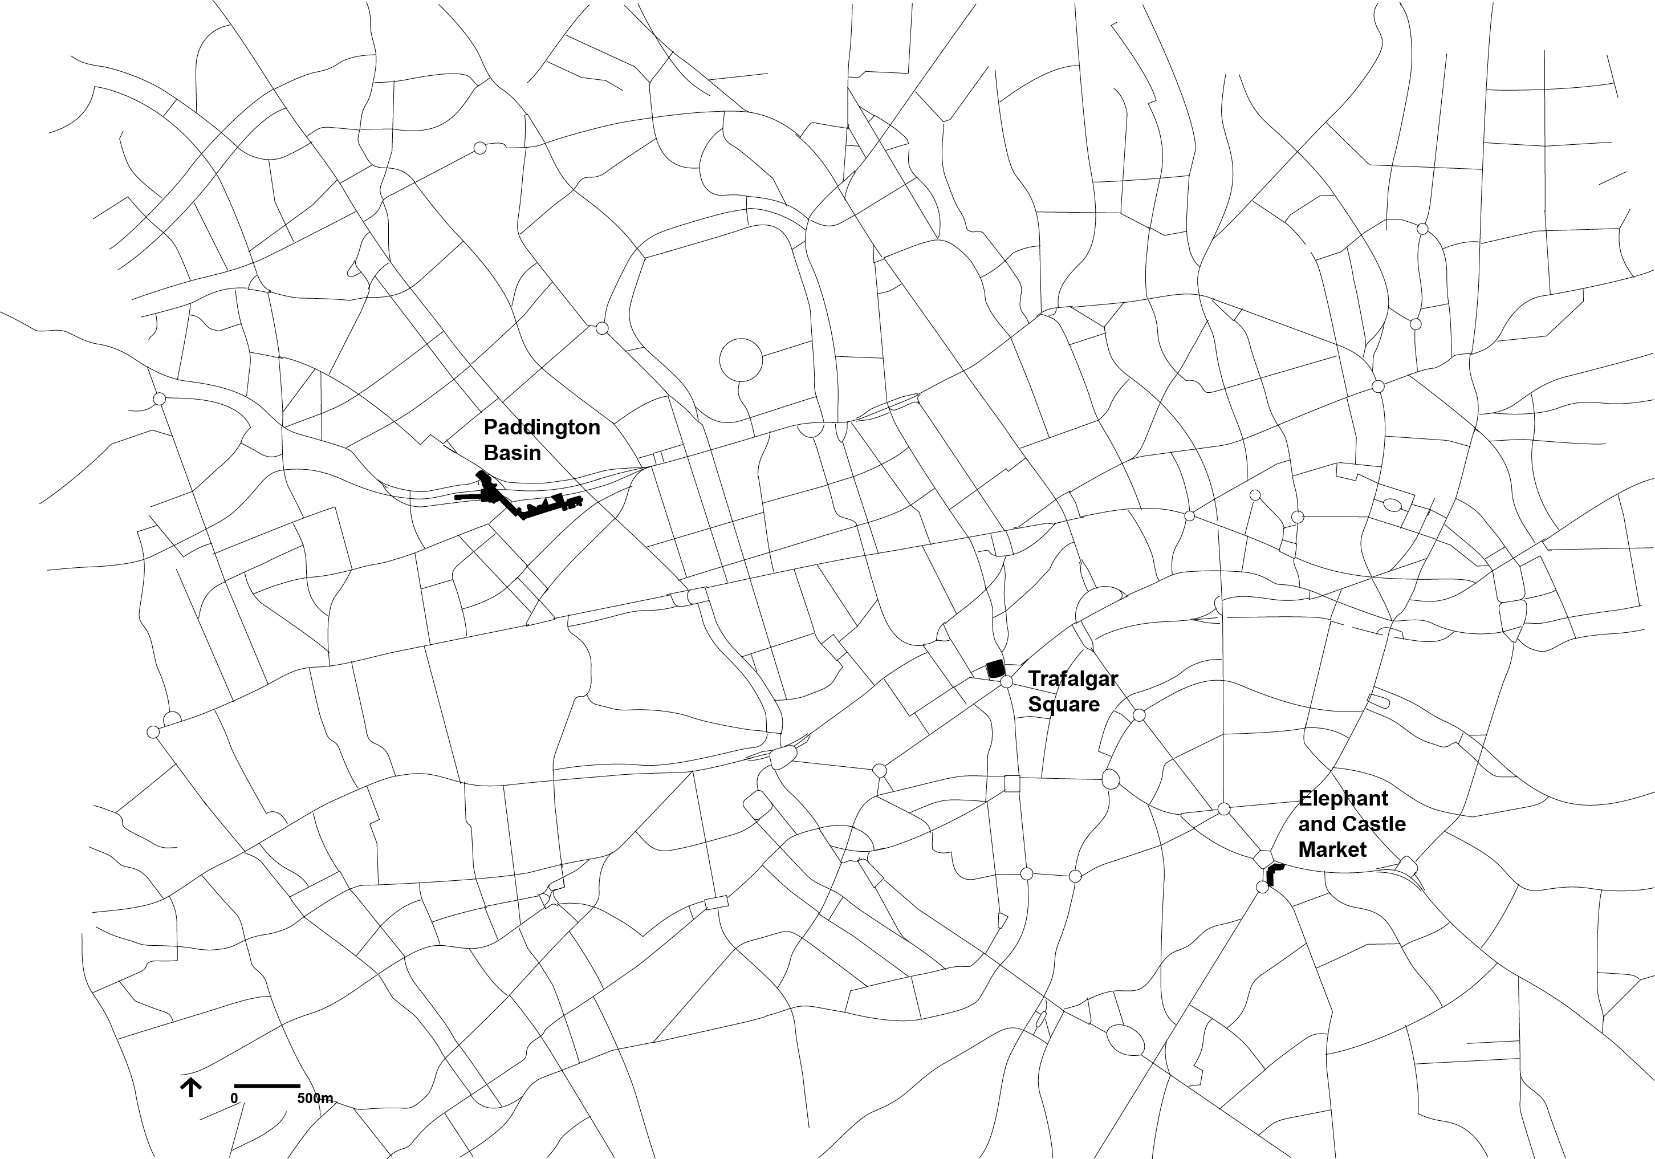 Paddington
Basin
Trafalgar
Square
Elephant
and Castle
Market
0 500m